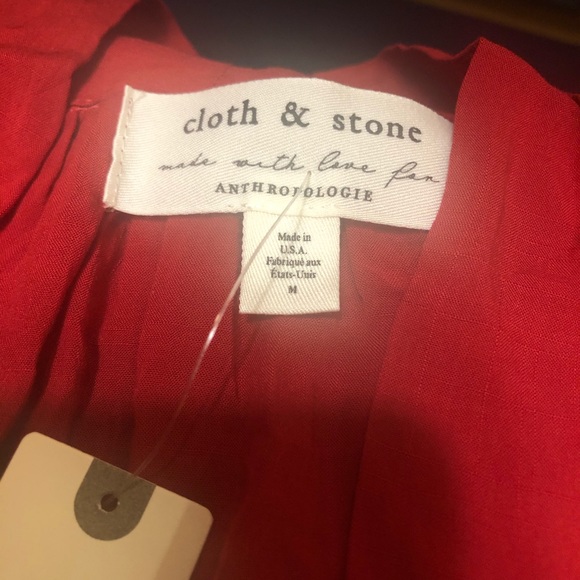 cloth & stone
made with love for
ANTHROPOLOGIE
Made in
U.S.A.
Fabriqué aux
États-Unis
M